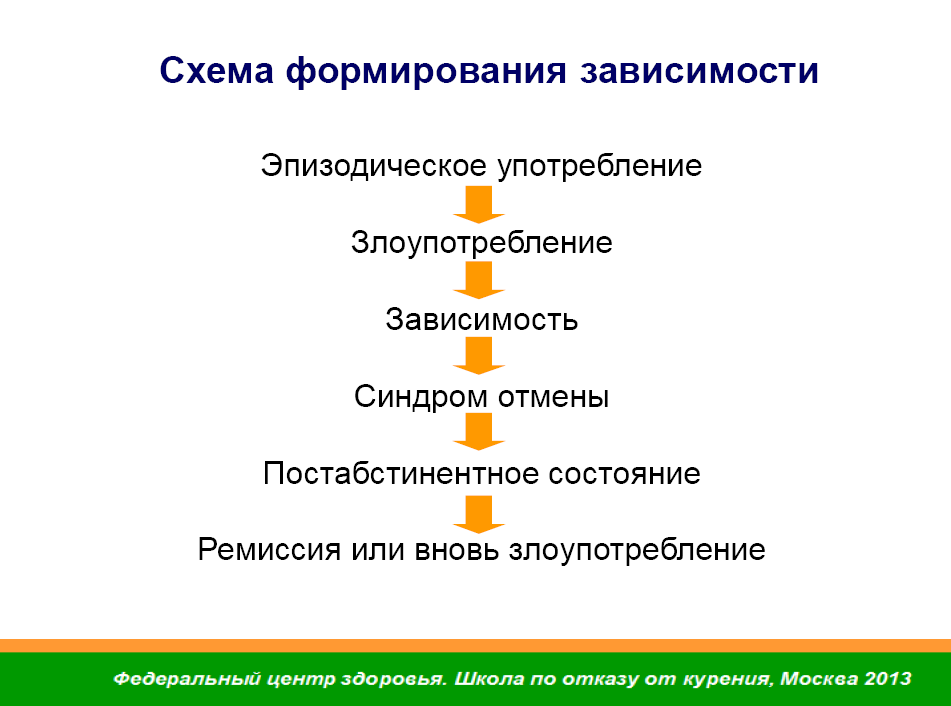 Схема формирования зависимости
Эпизодическое употребление
Злоупотребление
Зависимость
Синдром отмены
Постабстинентное состояние
Ремиссия или вновь злоупотребление
Федеральный центр здоровья. Школа по отказу от курения, Москва 2013